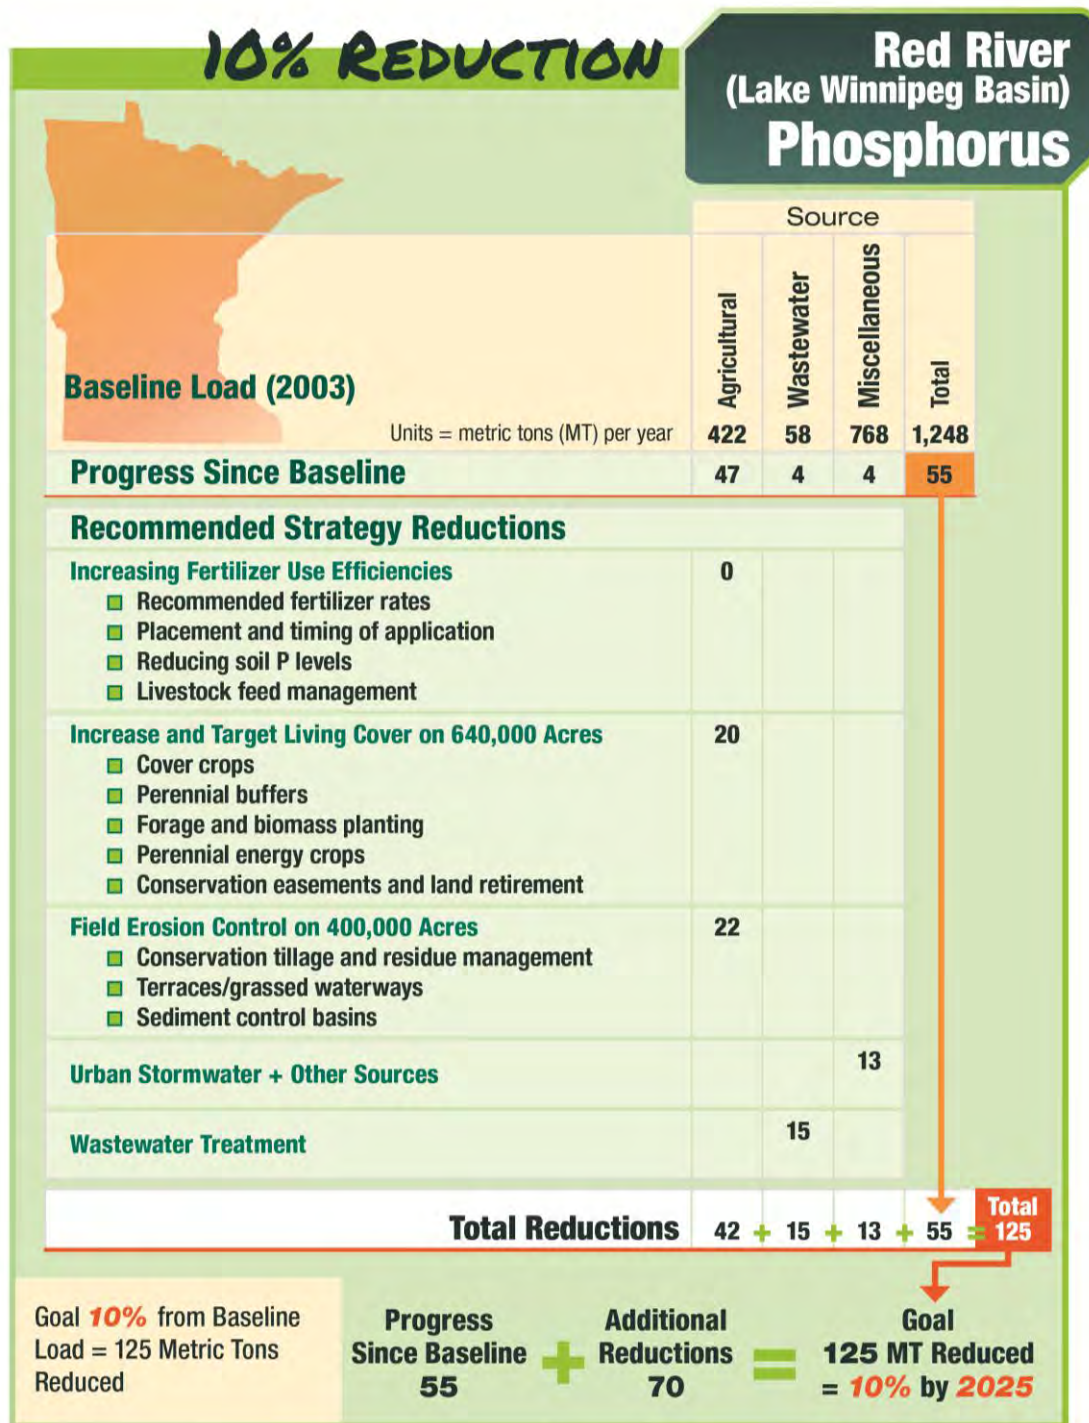 10% REDUCTION
Red River
(Lake Winnipeg Basin)
Phosphorus
Source
Agricultural
Wastewater
Miscellaneous
Total
Baseline Load (2003)
Units = metric tons (MT) per year 422 58 768 1,248
Progress Since Baseline 47 4 4 55
Recommended Strategy Reductions
Increasing Fertilizer Use Efficiencies 0
Recommended fertilizer rates
Placement and timing of application
Reducing soil P levels
Livestock feed management
Increase and Target Living Cover on 640,000 Acres 20
Cover crops
Perennial buffers
Forage and biomass planting
Perennial energy crops
Conservation easements and land retirement
Field Erosion Control on 400,000 Acres 22
Conservation tillage and residue management
Terraces/grassed waterways
Sediment control basins
Urban Stormwater + Other Sources 13
Wastewater Treatment 15
Total Reductions 42 + 15 + 13 + 55 = Total 125
Goal 10% from Baseline
Load = 125 Metric Tons
Reduced
Progress
Since Baseline
55
+
Additional
Reductions
70
=
Goal
125 MT Reduced
= 10% by 2025